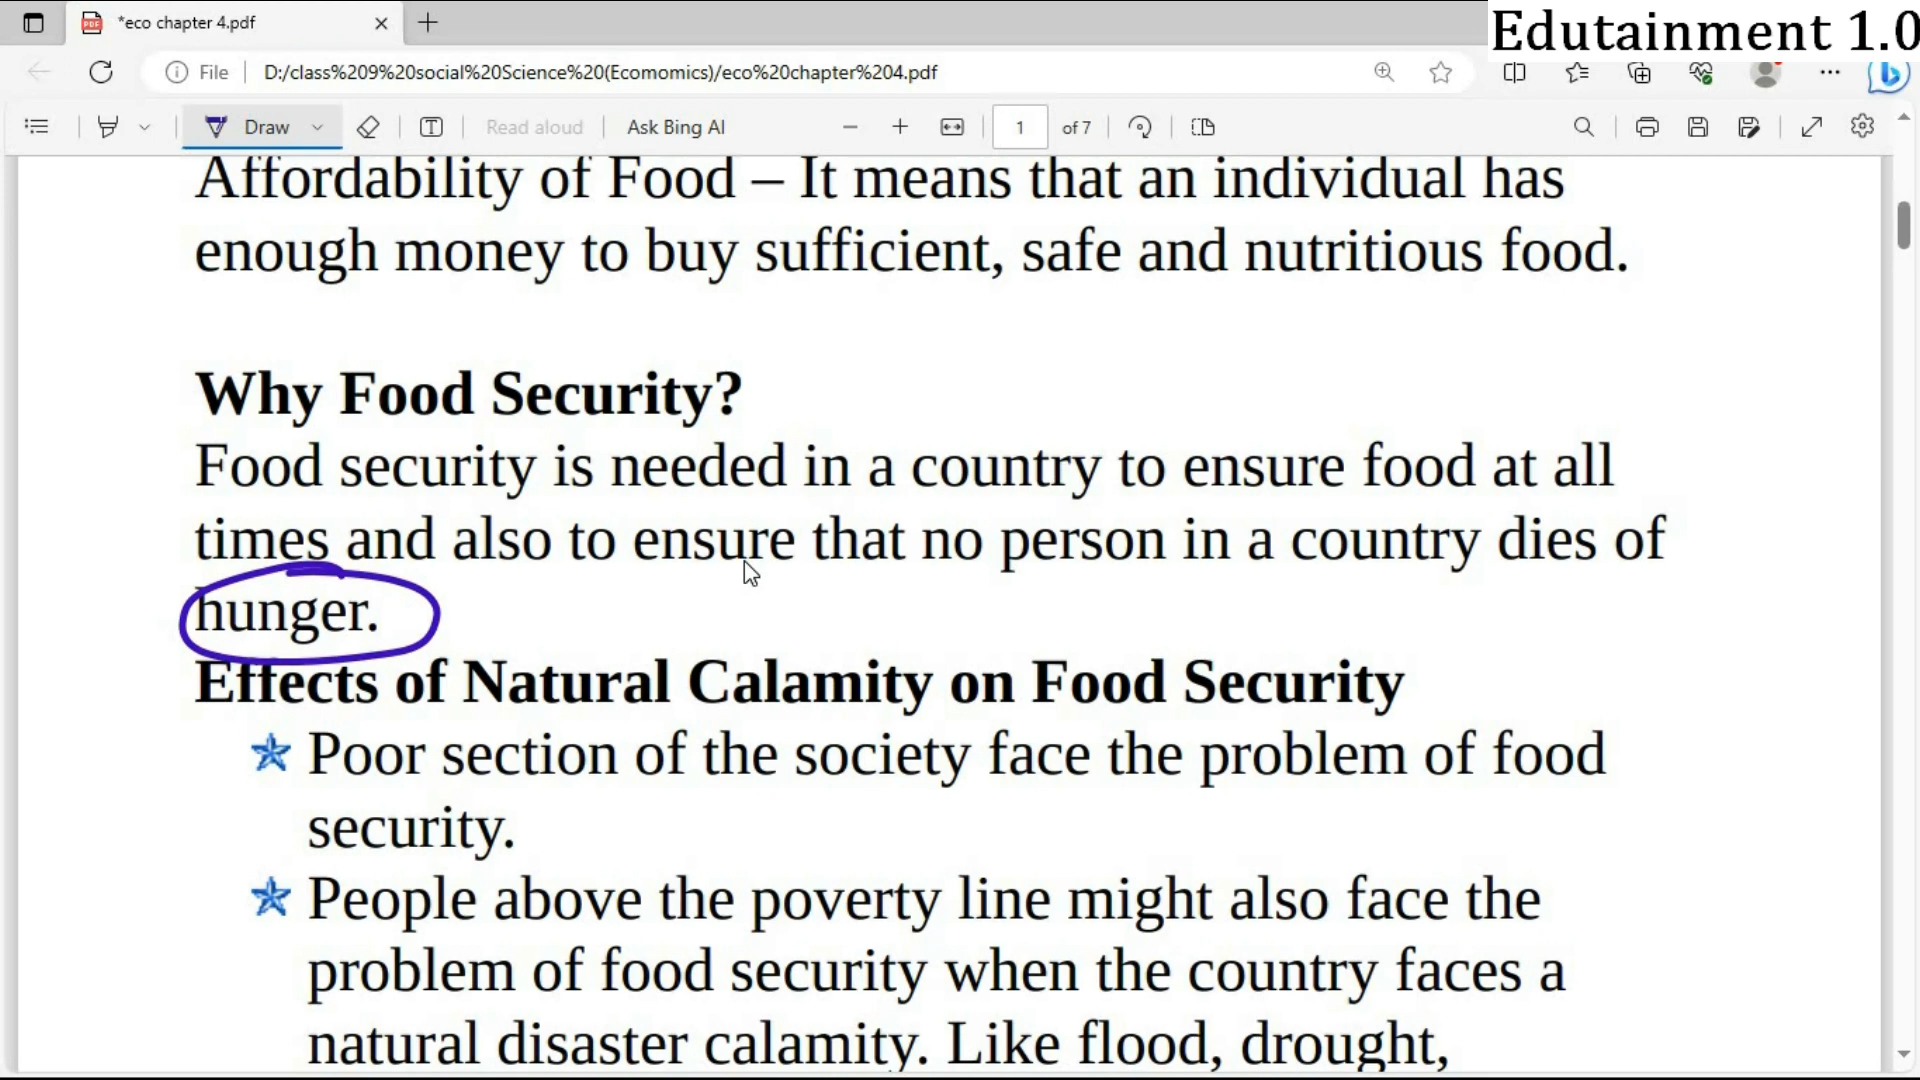 *eco chapter 4.pdf
Edutainment 1.0
File
D:/class%209%20social%20Science%20(Ecomomics)/eco%20chapter%204.pdf
Draw
Read aloud
Ask Bing AI
1
of 7
Affordability of Food – It means that an individual has
enough money to buy sufficient, safe and nutritious food.
Why Food Security?
Food security is needed in a country to ensure food at all
times and also to ensure that no person in a country dies of
hunger.
Effects of Natural Calamity on Food Security
Poor section of the society face the problem of food
security.
People above the poverty line might also face the
problem of food security when the country faces a
natural disaster calamity. Like flood, drought,